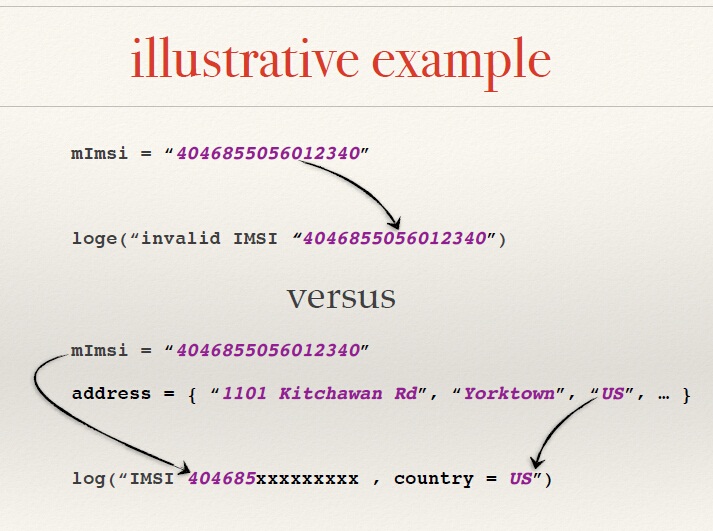 illustrative example
mImsi = “4046855056012340”
loge(“invalid IMSI “4046855056012340”)
versus
mImsi = “4046855056012340”
address = { “1101 Kitchawan Rd”, “Yorktown”, “US”, … }
log(“IMSI 404685xxxxxxxxx , country = US”)